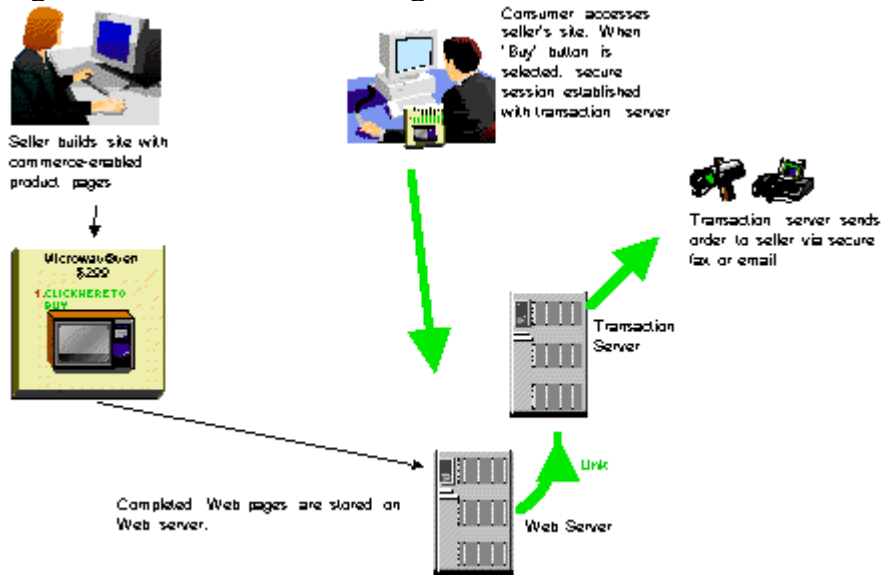 Consumer accesses
seller's site. When
'Buy' button is
selected, secure
session established
with transaction server
Seller builds site with
commerce-enabled
product pages
Transaction server sends
order to seller via secure
fax or email
Microwave Oven
$200
1.CLICK HERE TO
BUY
Transaction
Server
Link
Completed Web pages are stored on
Web server.
Web Server